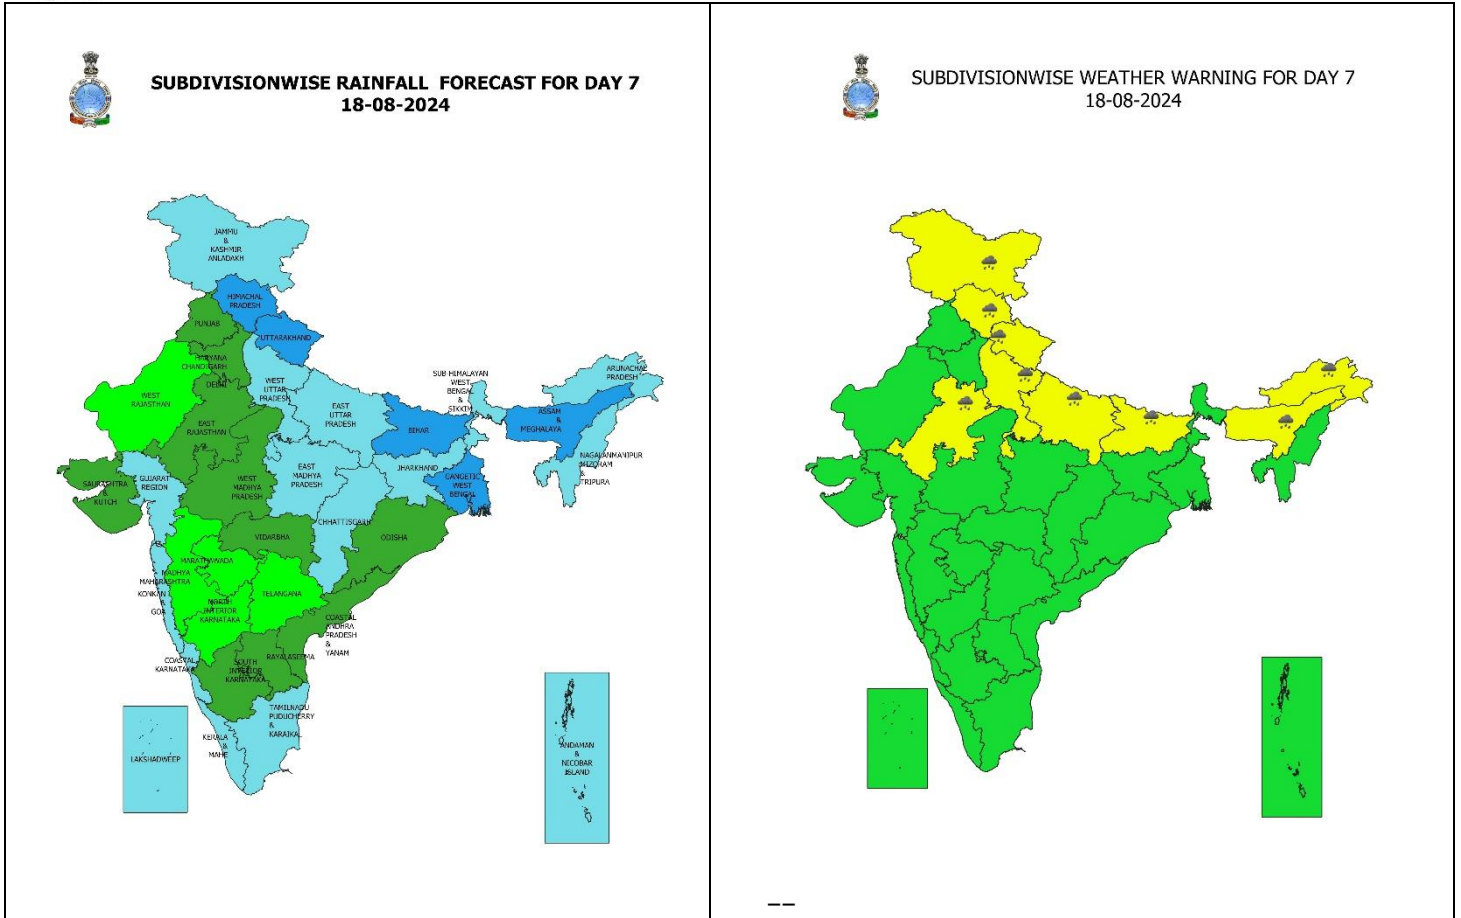 SUBDIVISIONWISE RAINFALL FORECAST FOR DAY 7
18-08-2024
JAMMU
&
KASHMIR
ANLADAKH
HIMACHAL
PRADESH
PUNJAB
UTTARAKHAND
HARYANA
CHANDIGARH
&
DELHI
WEST
RAJASTHAN
WEST
UTTAR
PRADESH
EAST
UTTAR
PRADESH
SUB HIMALAYAN
WEST
BENGAL
&
SIKKIM
ARUNACHAL
PRADESH
ASSAM
&
MEGHALAYA
EAST
RAJASTHAN
BIHAR
NAGALANMANIPUR
MIZORAM
&
TRIPURA
SAURASHTRA
&
KUTCH
GUJARAT
REGION
WEST
MADHYA
PRADESH
EAST
MADHYA
PRADESH
JHARKHAND
GANGETIC
WEST
BENGAL
CHHATTISGARH
VIDARBHA
ODISHA
MARATHAWADA
MADHYA
MAHARASHTRA
KONKAN
&
GOA
NORTH
INTERIOR
KARNATAKA
TELANGANA
COASTAL
ANDHRA
PRADESH
&
YANAM
RAYALASEEMA
COASTAL
KARNATAKA
SOUTH
INTERIOR
KARNATAKA
TAMILNADU
PUDUCHERRY
&
KARAIKAL
KERALA
&
MAHE
LAKSHADWEEP
ANDAMAN
&
NICOBAR
ISLAND
SUBDIVISIONWISE WEATHER WARNING FOR DAY 7
18-08-2024